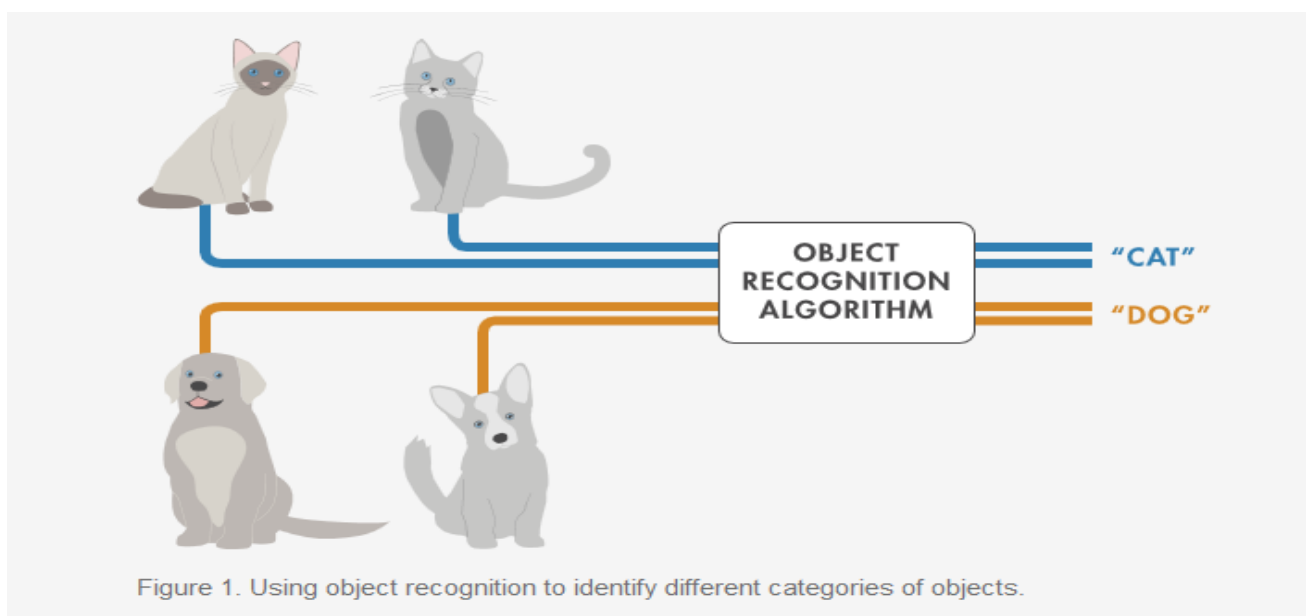 OBJECT
RECOGNITION
ALGORITHM
“CAT”
“DOG”
Figure 1. Using object recognition to identify different categories of objects.